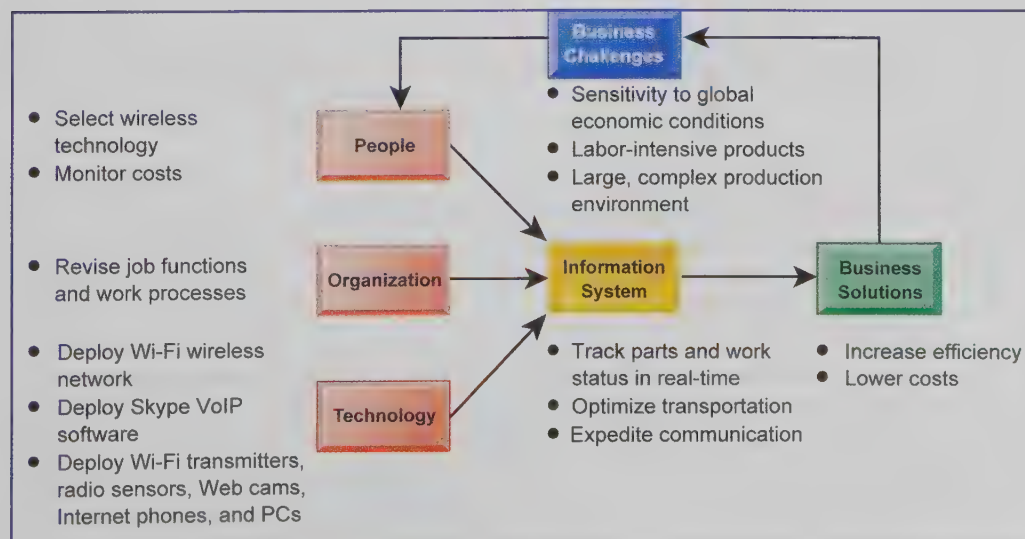 Business
Challenges
● Sensitivity to global
economic conditions
● Labor-intensive products
● Large, complex production
environment
● Select wireless
technology
● Monitor costs
People
● Revise job functions
and work processes
Organization
Information
System
Business
Solutions
● Deploy Wi-Fi wireless
network
● Deploy Skype VoIP
software
● Deploy Wi-Fi transmitters,
radio sensors, Web cams,
Internet phones, and PCs
Technology
● Track parts and work
status in real-time
● Optimize transportation
● Expedite communication
● Increase efficiency
● Lower costs